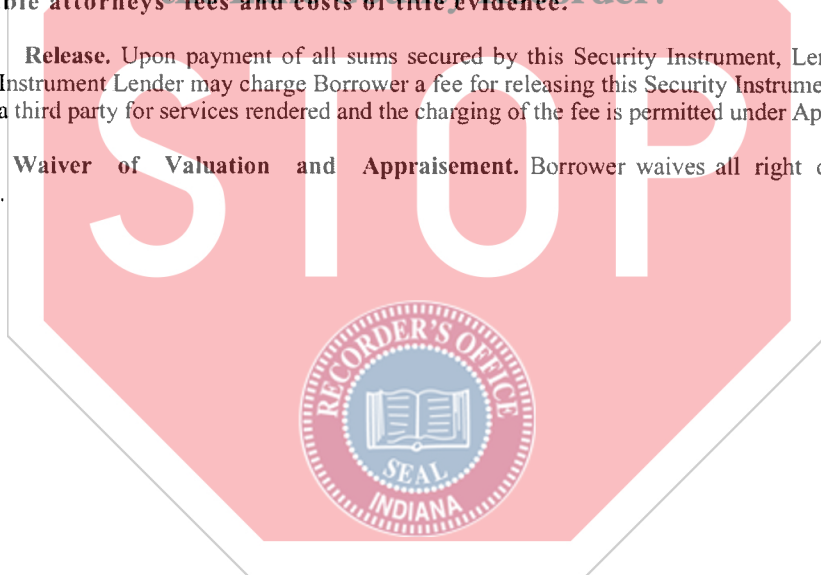 ble attorneys' fees and costs of title evidence.
Release. Upon payment of all sums secured by this Security Instrument, Len
Instrument Lender may charge Borrower a fee for releasing this Security Instrume
a third party for services rendered and the charging of the fee is permitted under Ap
Waiver of Valuation and Appraisement. Borrower waives all right o
.
STOP
RECORDER'S OFFICE
SEAL
INDIANA